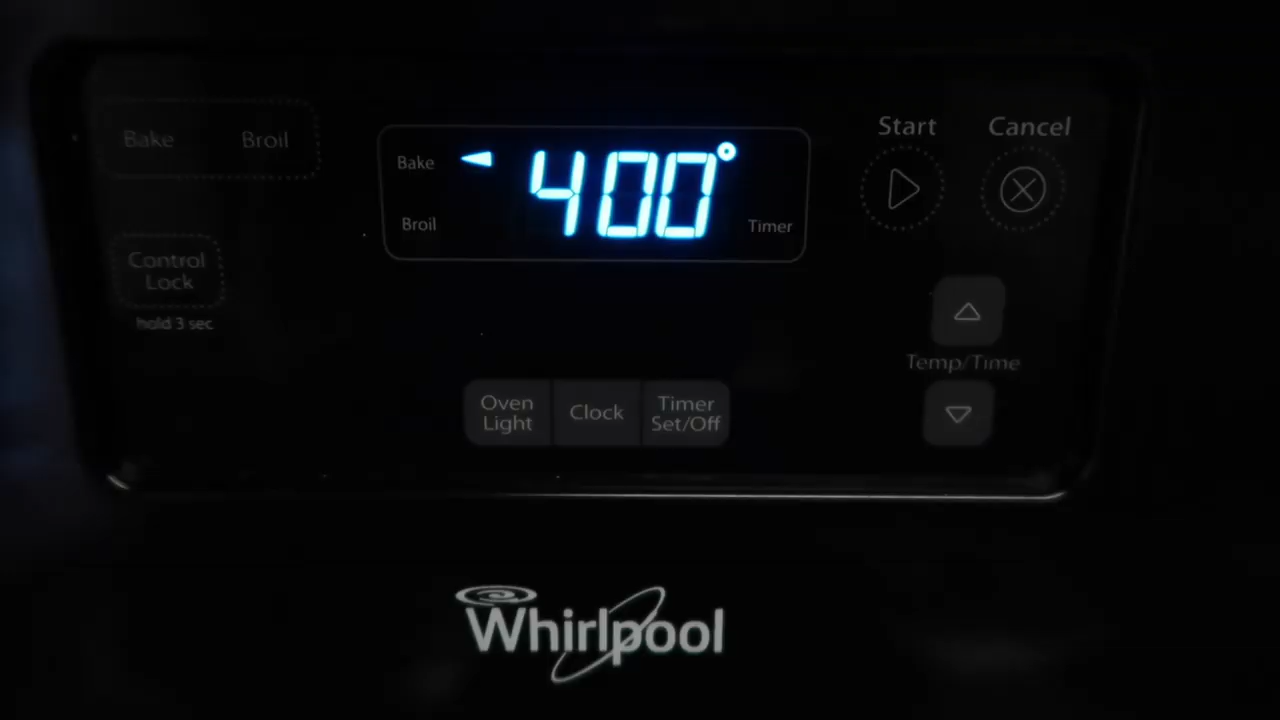 Bake Broil
Control
Lock
hold 3 sec
Bake 400°
Broil Timer
Start Cancel
Temp/Time
Oven
Light
Clock
Timer
Set/Off
Whirlpool